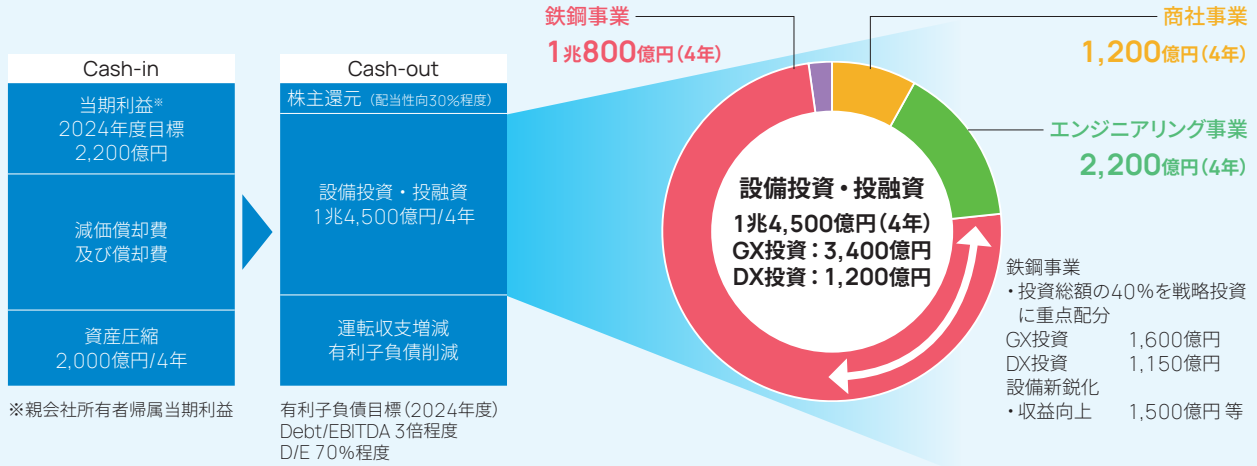 Cash-in
当期利益※
2024年度目標
2,200億円
減価償却費
及び償却費
資産圧縮
2,000億円/4年
※親会社所有者帰属当期利益
Cash-out
株主還元（配当性向30%程度）
設備投資・投融資
1兆4,500億円/4年
運転収支増減
有利子負債削減
有利子負債目標（2024年度）
Debt/EBITDA 3倍程度
D/E 70%程度
鉄鋼事業
1兆800億円（4年）
商社事業
1,200億円（4年）
エンジニアリング事業
2,200億円（4年）
設備投資・投融資
1兆4,500億円（4年）
GX投資：3,400億円
DX投資：1,200億円
鉄鋼事業
・投資総額の40%を戦略投資
に重点配分
GX投資 1,600億円
DX投資 1,150億円
設備新鋭化
・収益向上 1,500億円 等